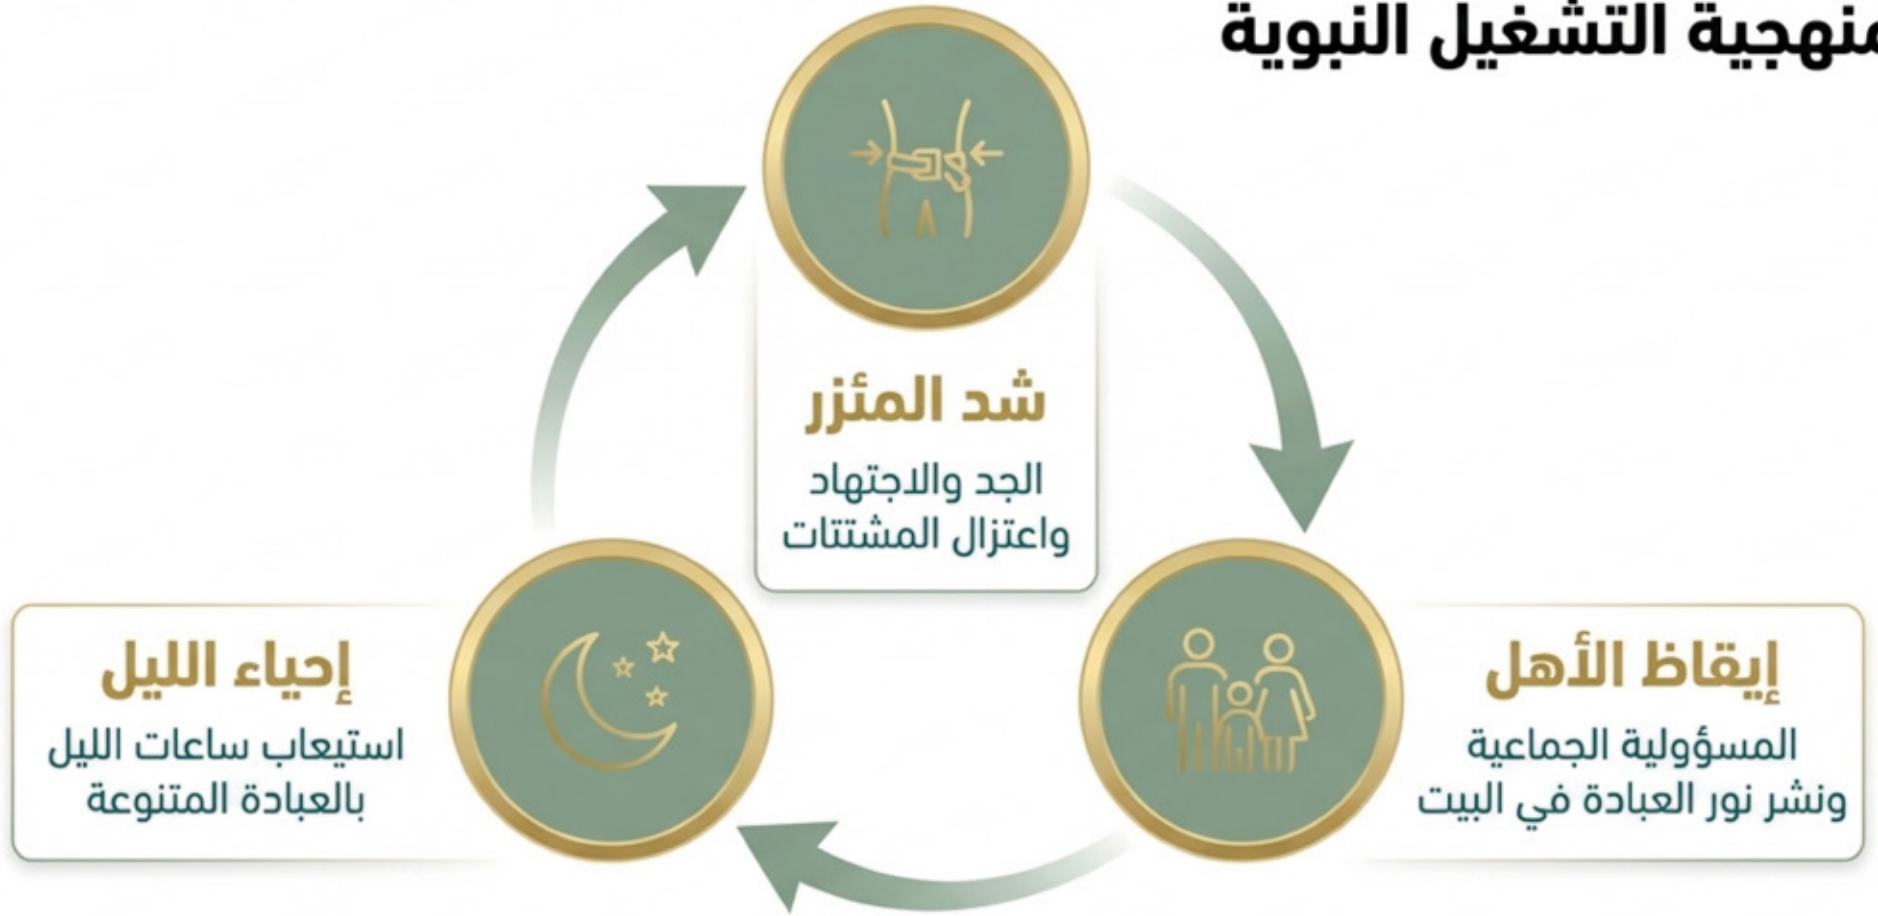 منهجية التشغيل النبوية
شد المئزر
الجد والاجتهاد
واعتزال المشتتات
إيقاظ الأهل
المسؤولية الجماعية
ونشر نور العبادة في البيت
إحياء الليل
استيعاب ساعات الليل
بالعبادة المتنوعة